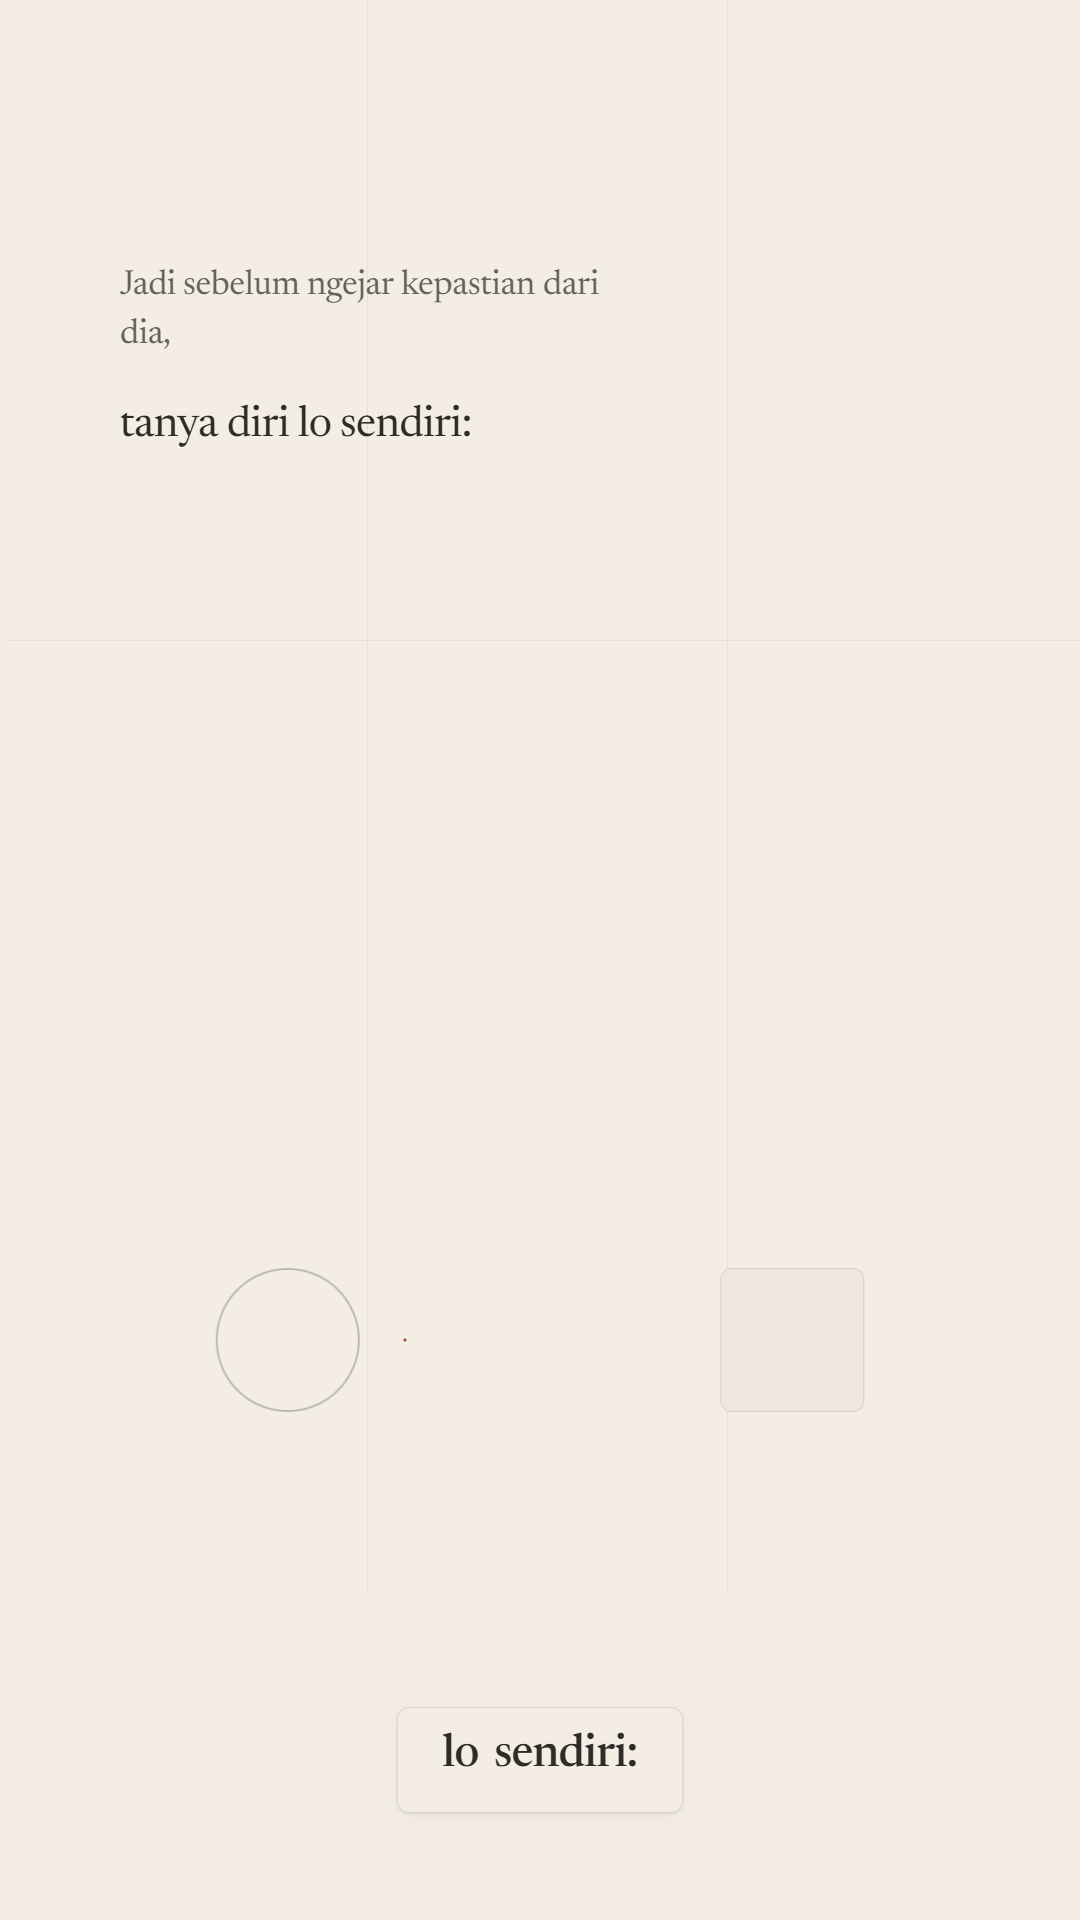 Jadi sebelum ngejar kepastian dari
dia,
tanya diri lo sendiri:
lo sendiri: